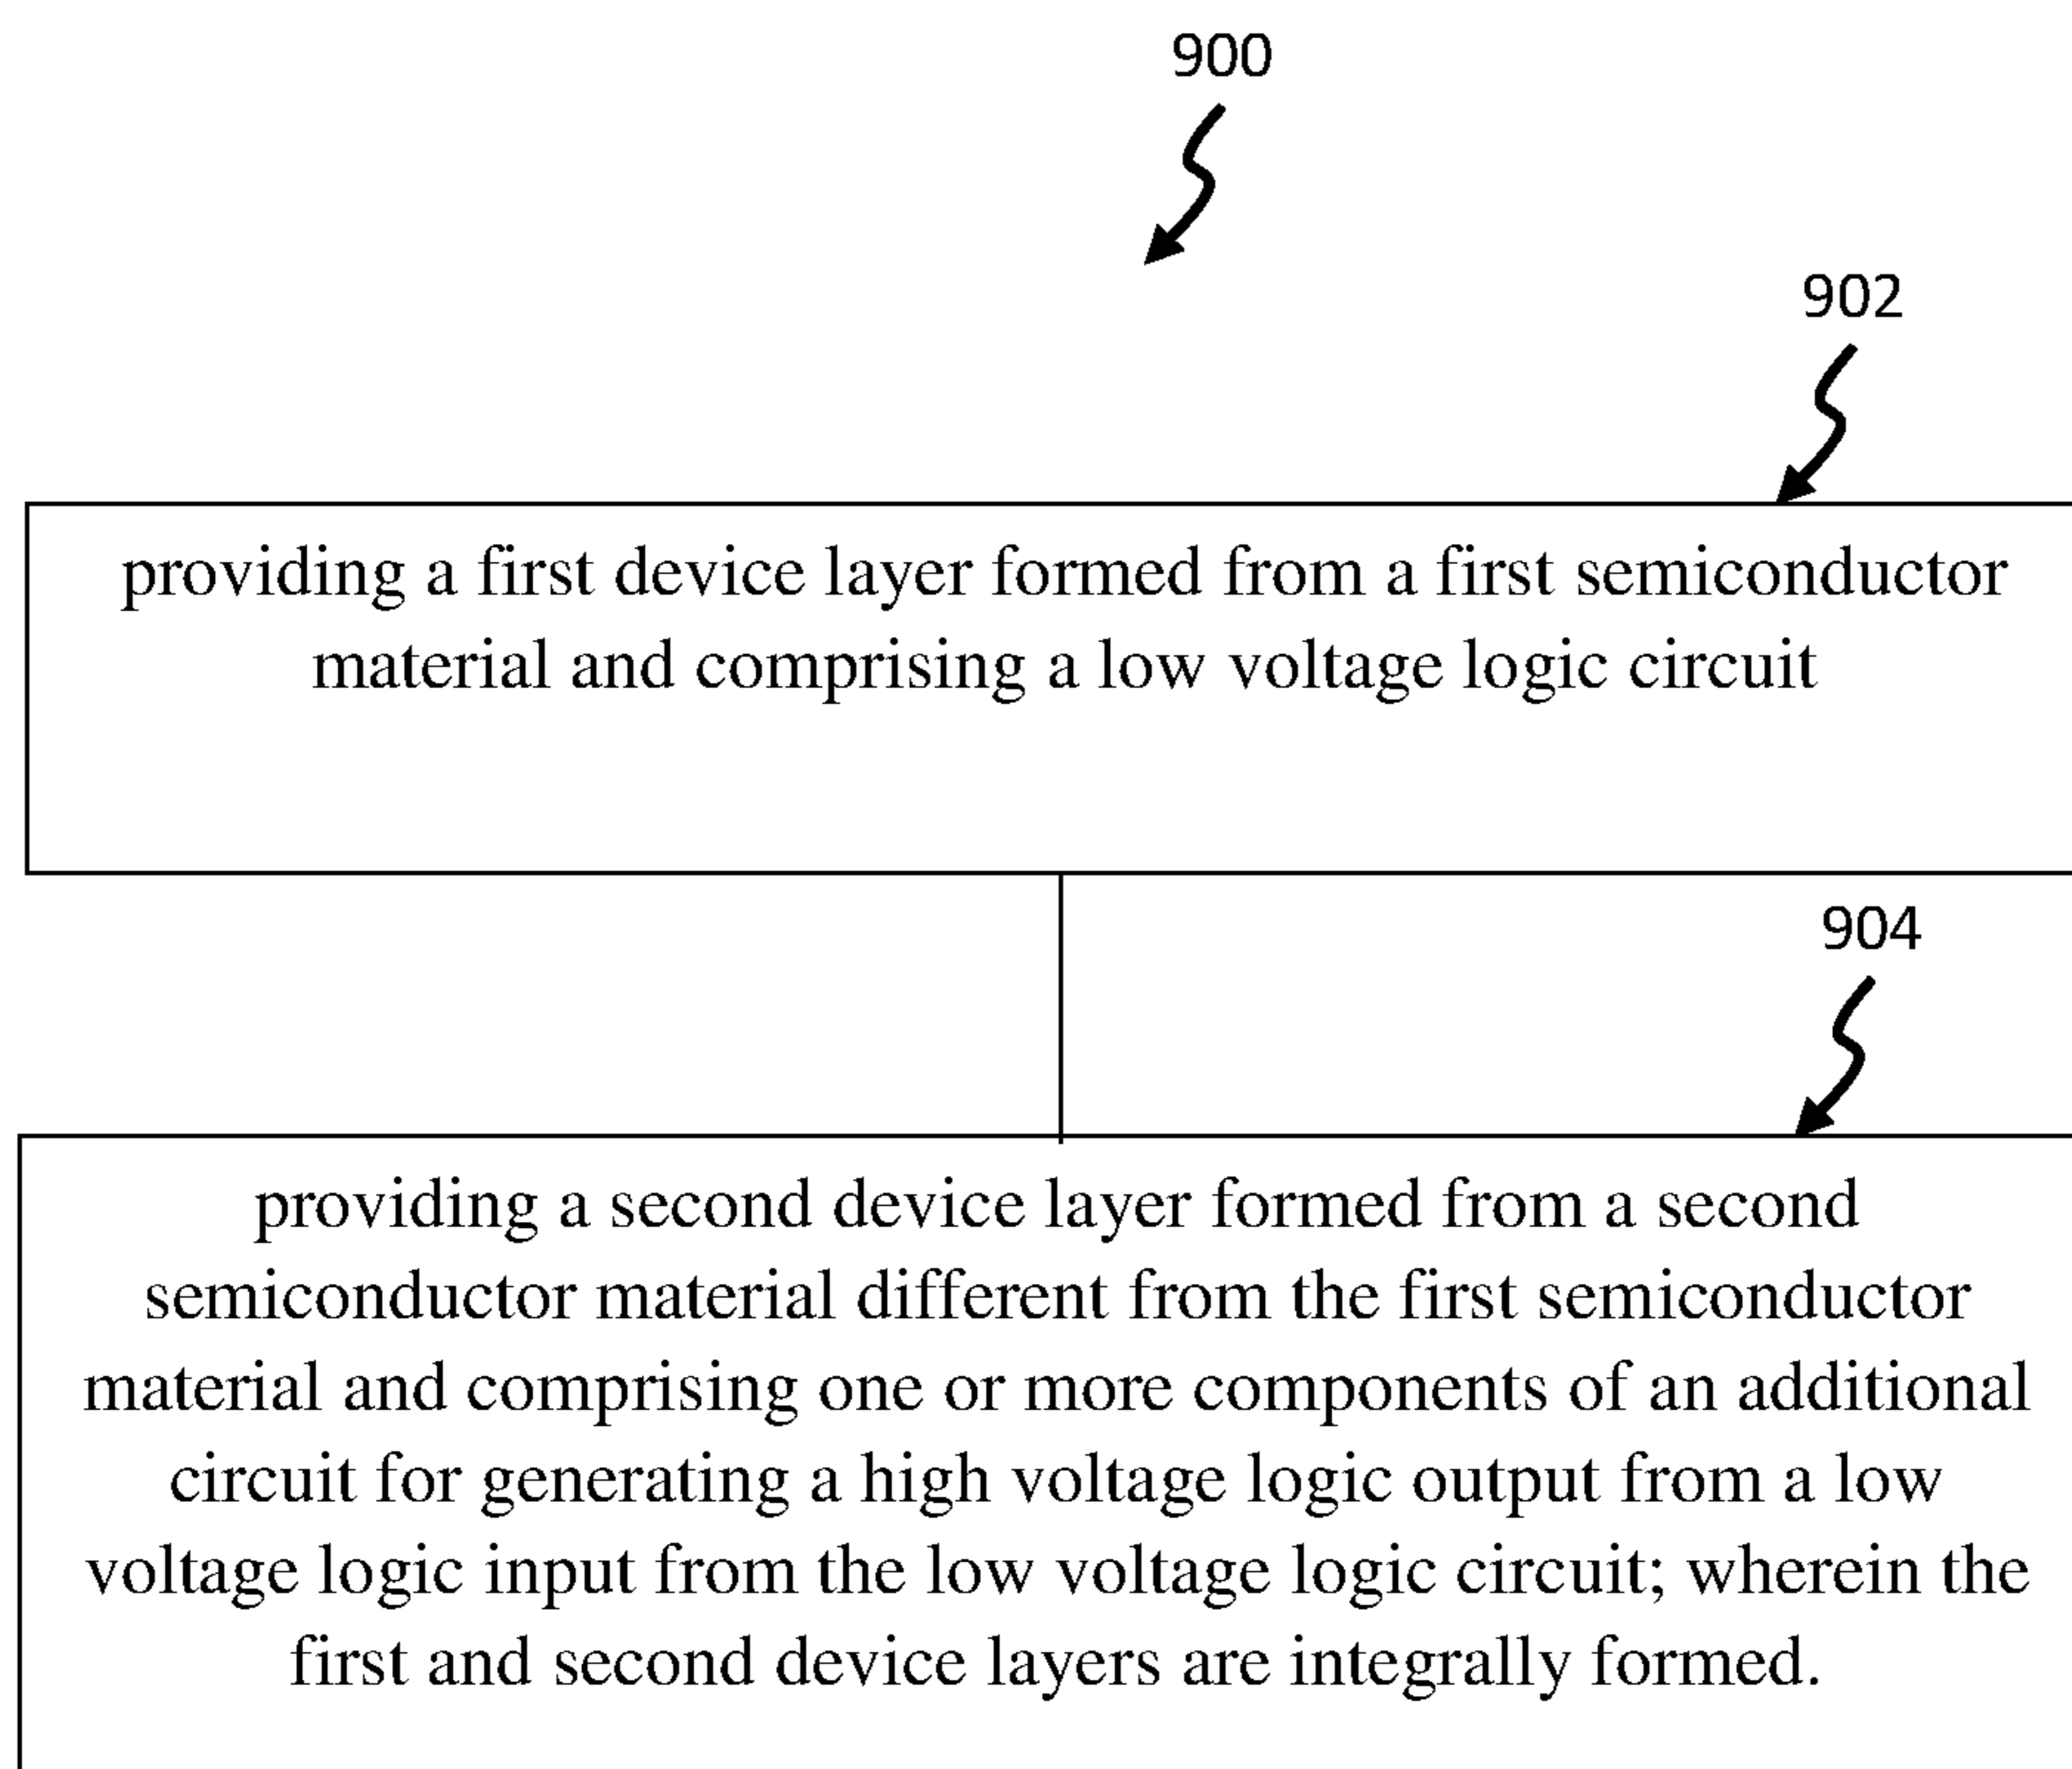 900
902
providing a first device layer formed from a first semiconductor
material and comprising a low voltage logic circuit
904
providing a second device layer formed from a second
semiconductor material different from the first semiconductor
material and comprising one or more components of an additional
circuit for generating a high voltage logic output from a low
voltage logic input from the low voltage logic circuit; wherein the
first and second device layers are integrally formed.